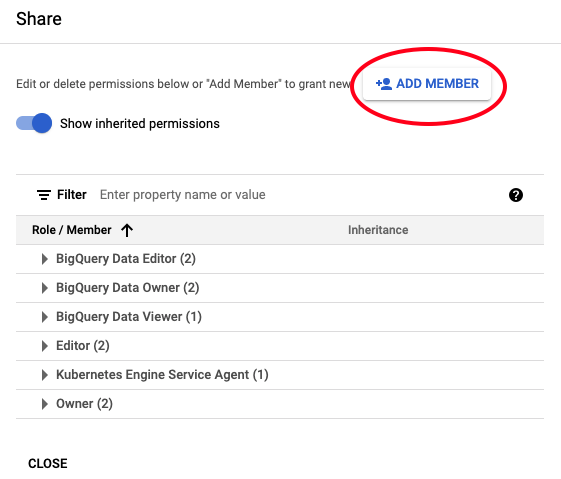 Share
Edit or delete permissions below or "Add Member" to grant new
ADD MEMBER
Show inherited permissions
Filter Enter property name or value
Role / Member Inheritance
BigQuery Data Editor (2)
BigQuery Data Owner (2)
BigQuery Data Viewer (1)
Editor (2)
Kubernetes Engine Service Agent (1)
Owner (2)
CLOSE